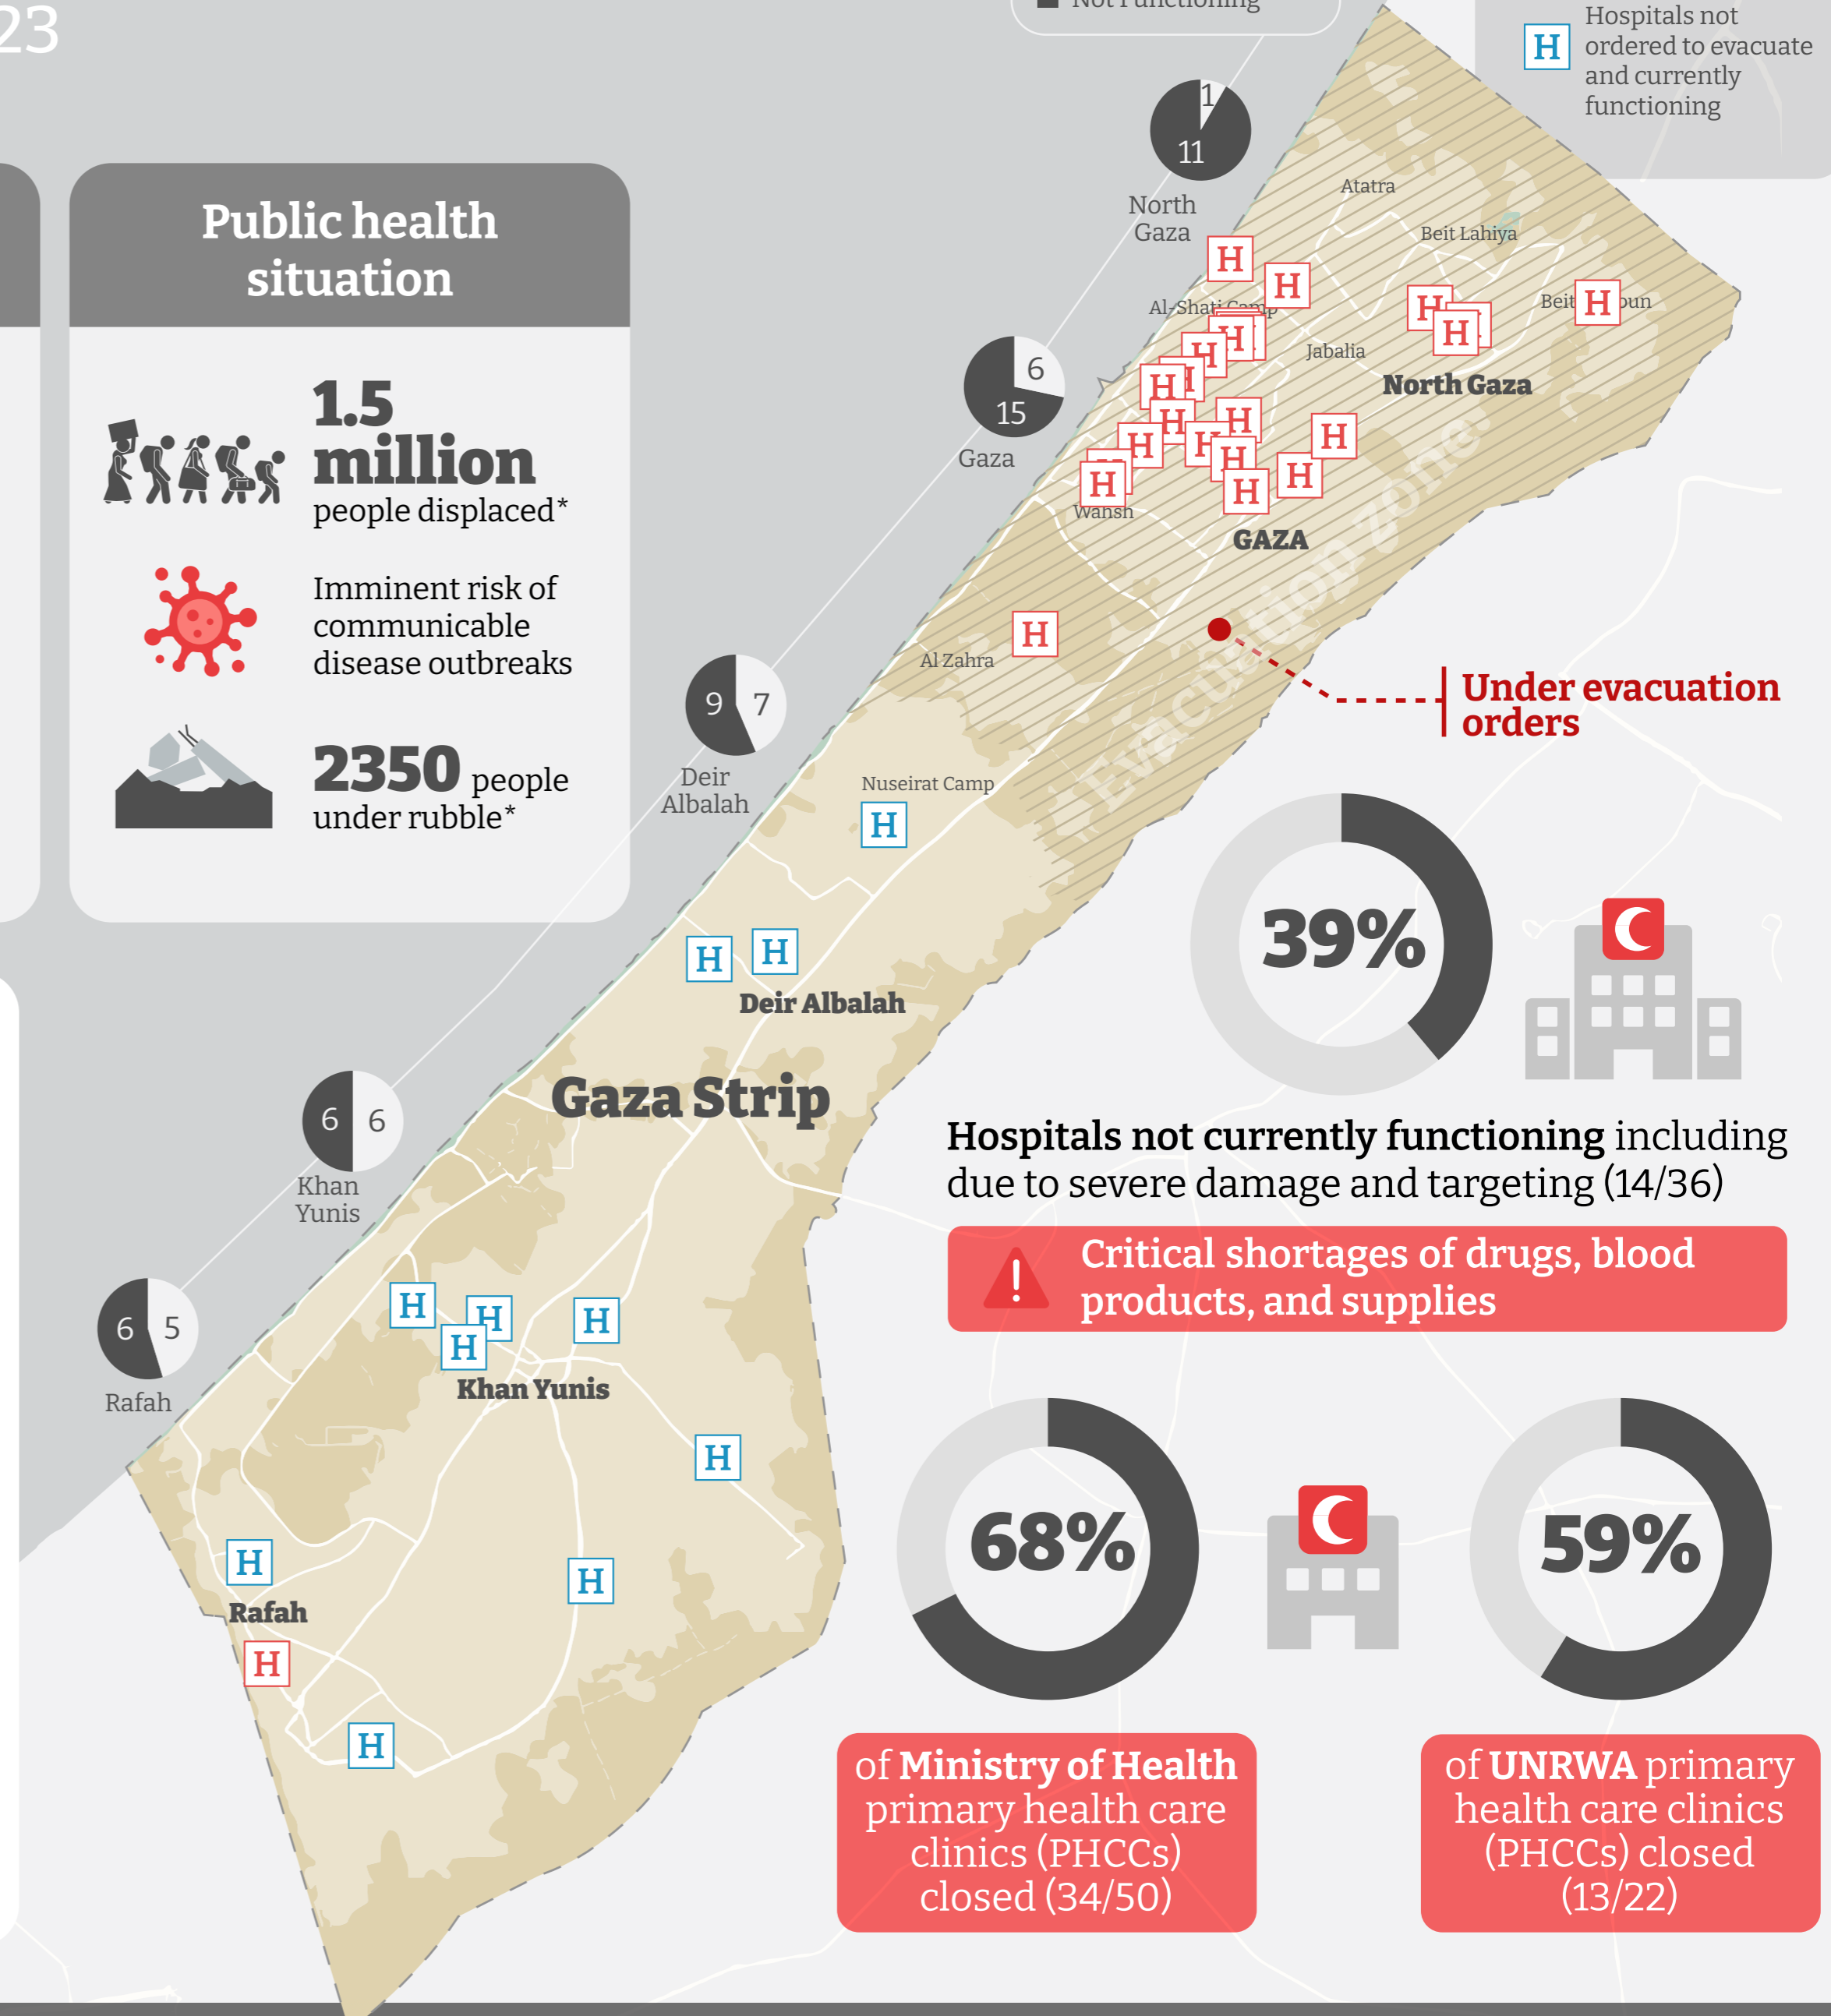 23
Not Functioning
Hospitals not
ordered to evacuate
and currently
functioning
H
Public health
situation
1.5
million
people displaced*
Imminent risk of
communicable
disease outbreaks
2350 people
under rubble*
1
11
North
Gaza
6
15
Gaza
9
7
Deir
Albalah
6
6
Khan
Yunis
6
5
Rafah
Atatra
Beit Lahiya
H
H
Al-Shati Camp
H
H
H
Jabalia
North Gaza
H
H
H
H
H
H
H
H
H
H
H
H
H
Wahsh
GAZA
Evacuation zone.
H
Al Zahra
Under evacuation
orders
Nuseirat Camp
H
H
H
Deir Albalah
Gaza Strip
39%
Hospitals not currently functioning including
due to severe damage and targeting (14/36)
Critical shortages of drugs, blood
products, and supplies
H
H
H
H
Khan Yunis
H
H
Rafah
H
H
H
68%
59%
of Ministry of Health
primary health care
clinics (PHCCs)
closed (34/50)
of UNRWA primary
health care clinics
(PHCCs) closed
(13/22)